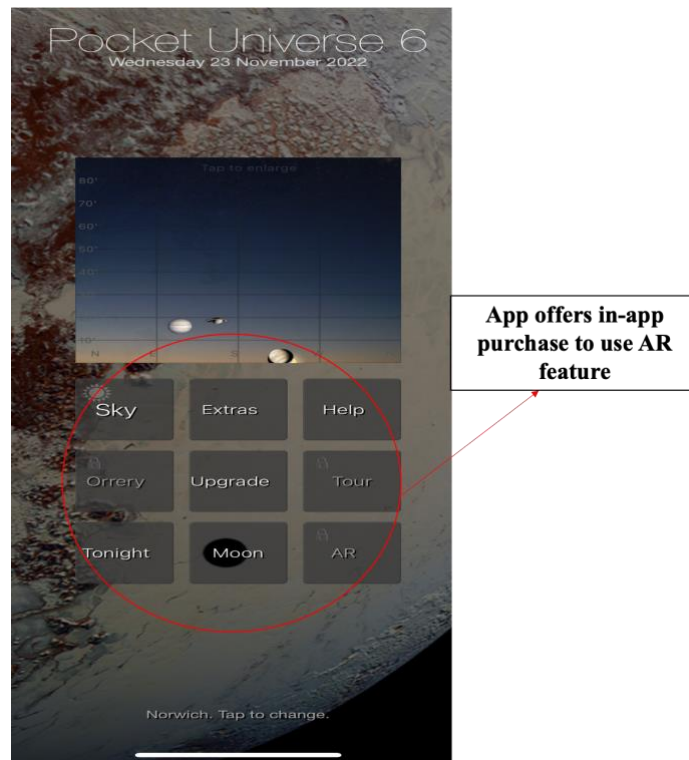 Pocket Universe 6
Wednesday 23 November 2022
Tap to enlarge
80°
70°
60°
50°
40°
10°
N E S W
Sky Extras Help
Orrery Upgrade Tour
Tonight Moon AR
Norwich. Tap to change.
App offers in-app
purchase to use AR
feature